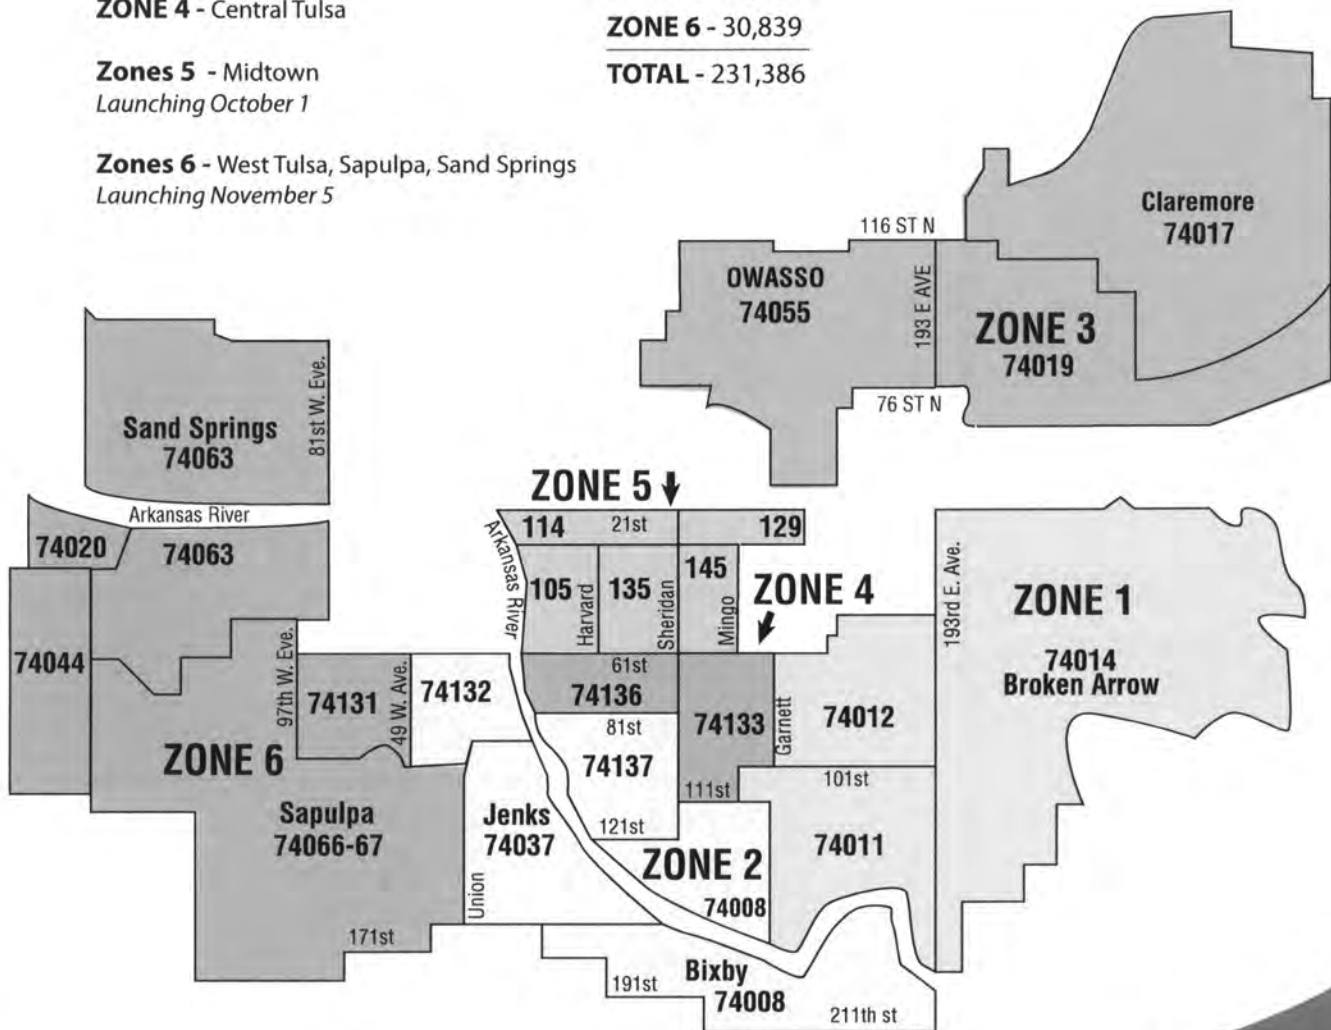 ZONE 4 - Central Tulsa
Zones 5 - Midtown
Launching October 1
Zones 6 - West Tulsa, Sapulpa, Sand Springs
Launching November 5
ZONE 6 - 30,839
TOTAL - 231,386
Claremore
74017
116 ST N
OWASSO
74055
193 E AVE
ZONE 3
74019
76 ST N
Sand Springs
74063
81st W. Eve.
Arkansas River
74020
74063
74044
ZONE 5
114
21st
129
Arkansas River
105
Harvard
135
Sheridan
145
Mingo
ZONE 4
193rd E. Ave.
ZONE 1
74014
Broken Arrow
97th W. Eve.
74131
49 W. Ave.
74132
61st
74136
74133
Garnett
74012
ZONE 6
81st
74137
111st
101st
Sapulpa
74066-67
Jenks
74037
121st
ZONE 2
74008
74011
Union
171st
Bixby
74008
191st
211th st